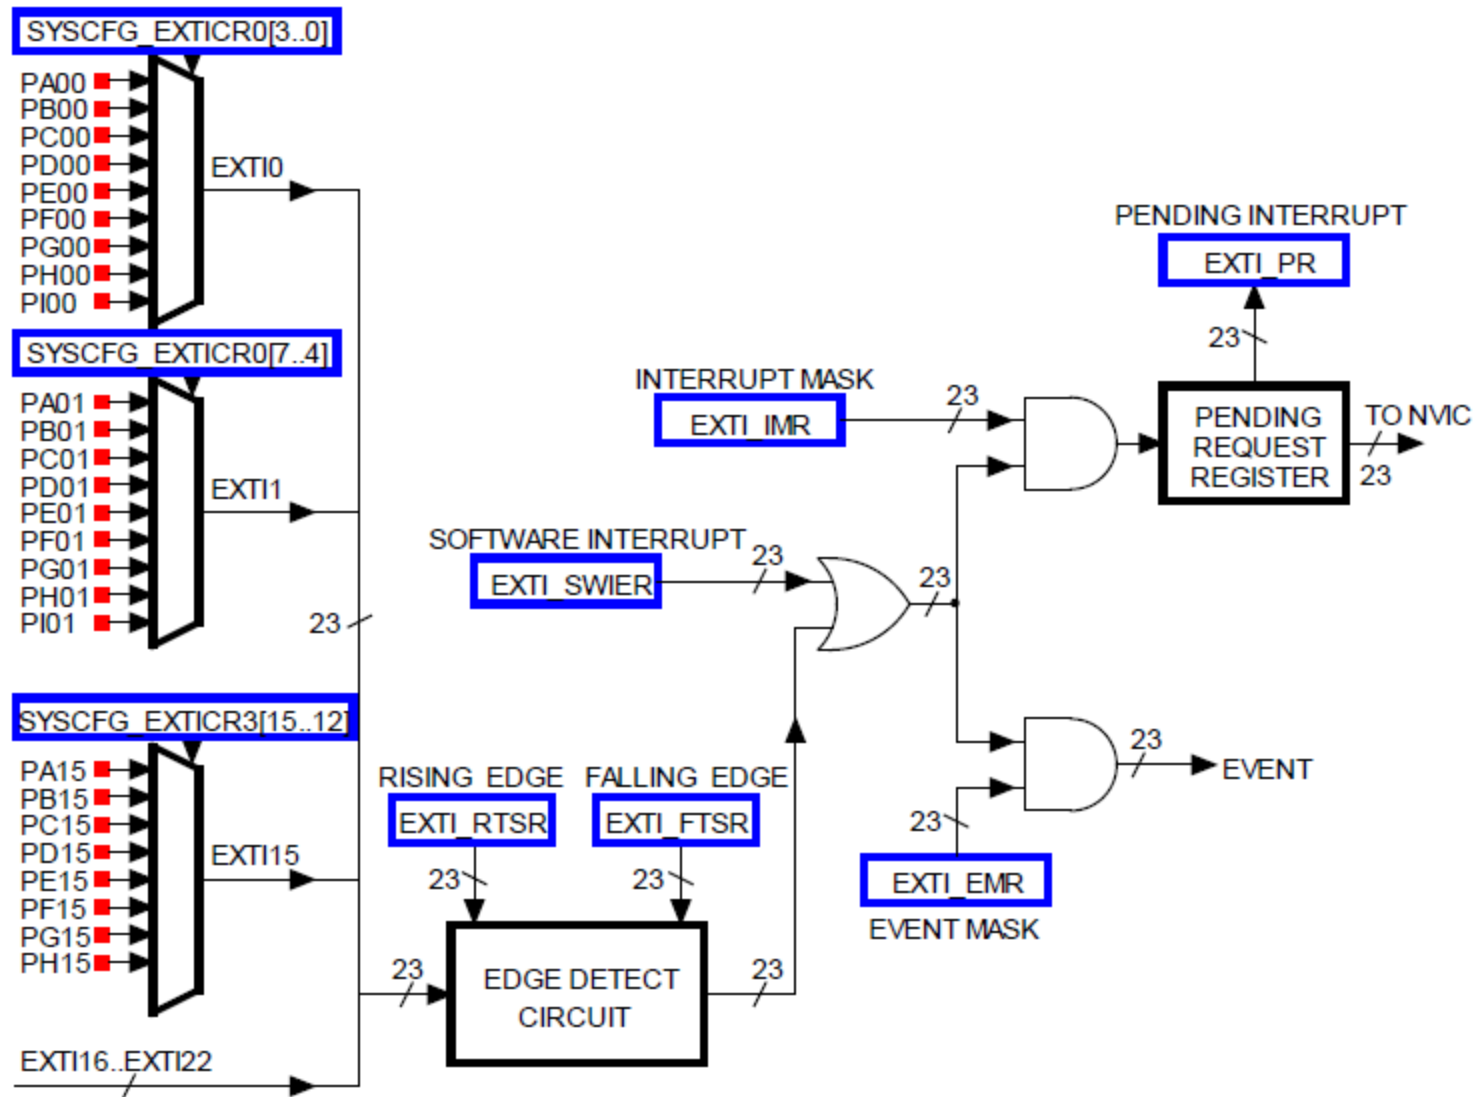 SYSCFG_EXTICR0[3..0]
PA00
PB00
PC00
PD00
PE00
PF00
PG00
PH00
PI00
EXTI0
SYSCFG_EXTICR0[7..4]
PA01
PB01
PC01
PD01
PE01
PF01
PG01
PH01
PI01
EXTI1
23
SYSCFG_EXTICR3[15..12]
PA15
PB15
PC15
PD15
PE15
PF15
PG15
PH15
EXTI15
EXTI16..EXTI22
RISING EDGE
EXTI_RTSR
23
FALLING EDGE
EXTI_FTSR
23
23
EDGE DETECT
CIRCUIT
23
SOFTWARE INTERRUPT
EXTI_SWIER
23
23
INTERRUPT MASK
EXTI_IMR
23
PENDING INTERRUPT
EXTI_PR
23
PENDING
REQUEST
REGISTER
TO NVIC
23
23
EVENT
23
EXTI_EMR
EVENT MASK